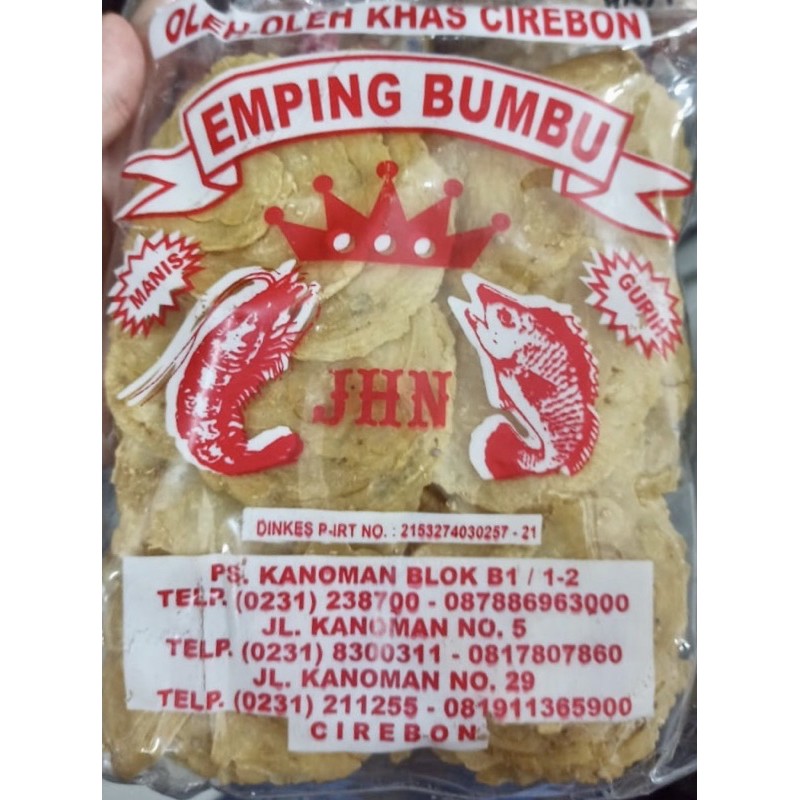 OLEH-OLEH KHAS CIREBON
EMPING BUMBU
MANIS
GURIH
JHN
DINKES P-IRT NO. : 2153274030257 - 21
PS. KANOMAN BLOK B1 / 1-2
TELP. (0231) 238700 - 087886963000
JL. KANOMAN NO. 5
TELP. (0231) 8300311 - 0817807860
JL. KANOMAN NO. 29
TELP. (0231) 211255 - 081911365900
CIREBON